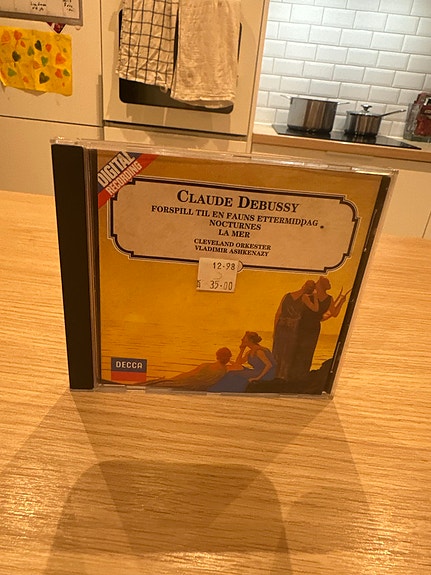 DIGITAL
RECORDING
CLAUDE DEBUSSY
FORSPILL TIL EN FAUNS ETTERMIDDAG
NOCTURNES
LA MER
CLEVELAND ORKESTER
VLADIMIR ASHKENAZY
12-98
35-00
DECCA